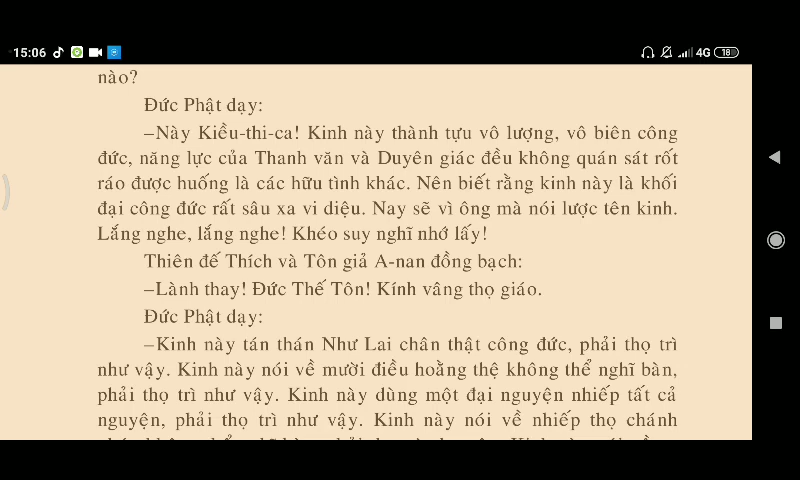 15:06
4G 18
nào?
Đức Phật dạy:
–Này Kiều-thi-ca! Kinh này thành tựu vô lượng, vô biên công
đức, năng lực của Thanh văn và Duyên giác đều không quán sát rốt
ráo được huống là các hữu tình khác. Nên biết rằng kinh này là khối
đại công đức rất sâu xa vi diệu. Nay sẽ vì ông mà nói lược tên kinh.
Lắng nghe, lắng nghe! Khéo suy nghĩ nhớ lấy!
Thiên đế Thích và Tôn giả A-nan đồng bạch:
–Lành thay! Đức Thế Tôn! Kính vâng thọ giáo.
Đức Phật dạy:
–Kinh này tán thán Như Lai chân thật công đức, phải thọ trì
như vậy. Kinh này nói về mười điều hoằng thệ không thể nghĩ bàn,
phải thọ trì như vậy. Kinh này dùng một đại nguyện nhiếp tất cả
nguyện, phải thọ trì như vậy. Kinh này nói về nhiếp thọ chánh